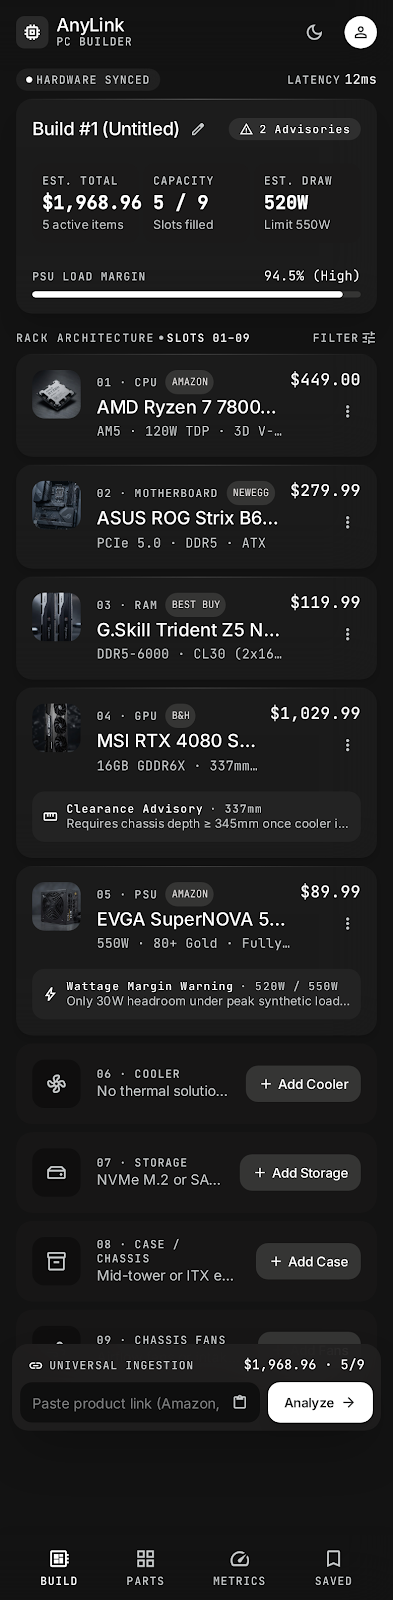 AnyLink
PC BUILDER
HARDWARE SYNCED
LATENCY 12ms
Build #1 (Untitled)
2 Advisories
EST. TOTAL
$1,968.96
5 active items
CAPACITY
5 / 9
Slots filled
EST. DRAW
520W
Limit 550W
PSU LOAD MARGIN
94.5% (High)
RACK ARCHITECTURE • SLOTS 01–09
FILTER
01 · CPU AMAZON
$449.00
AMD Ryzen 7 7800...
AM5 · 120W TDP · 3D V-...
02 · MOTHERBOARD NEWEGG
$279.99
ASUS ROG Strix B6...
PCIe 5.0 · DDR5 · ATX
03 · RAM BEST BUY
$119.99
G.Skill Trident Z5 N...
DDR5-6000 · CL30 (2x16...
04 · GPU B&H
$1,029.99
MSI RTX 4080 S...
16GB GDDR6X · 337mm...
Clearance Advisory · 337mm
Requires chassis depth ≥ 345mm once cooler i...
05 · PSU AMAZON
$89.99
EVGA SuperNOVA 5...
550W · 80+ Gold · Fully...
Wattage Margin Warning · 520W / 550W
Only 30W headroom under peak synthetic load...
06 · COOLER
No thermal solutio...
+ Add Cooler
07 · STORAGE
NVMe M.2 or SA...
+ Add Storage
08 · CASE /
CHASSIS
Mid-tower or ITX e...
+ Add Case
09 · CHASSIS FANS
UNIVERSAL INGESTION
$1,968.96 · 5/9
Paste product link (Amazon,
Analyze →
BUILD
PARTS
METRICS
SAVED